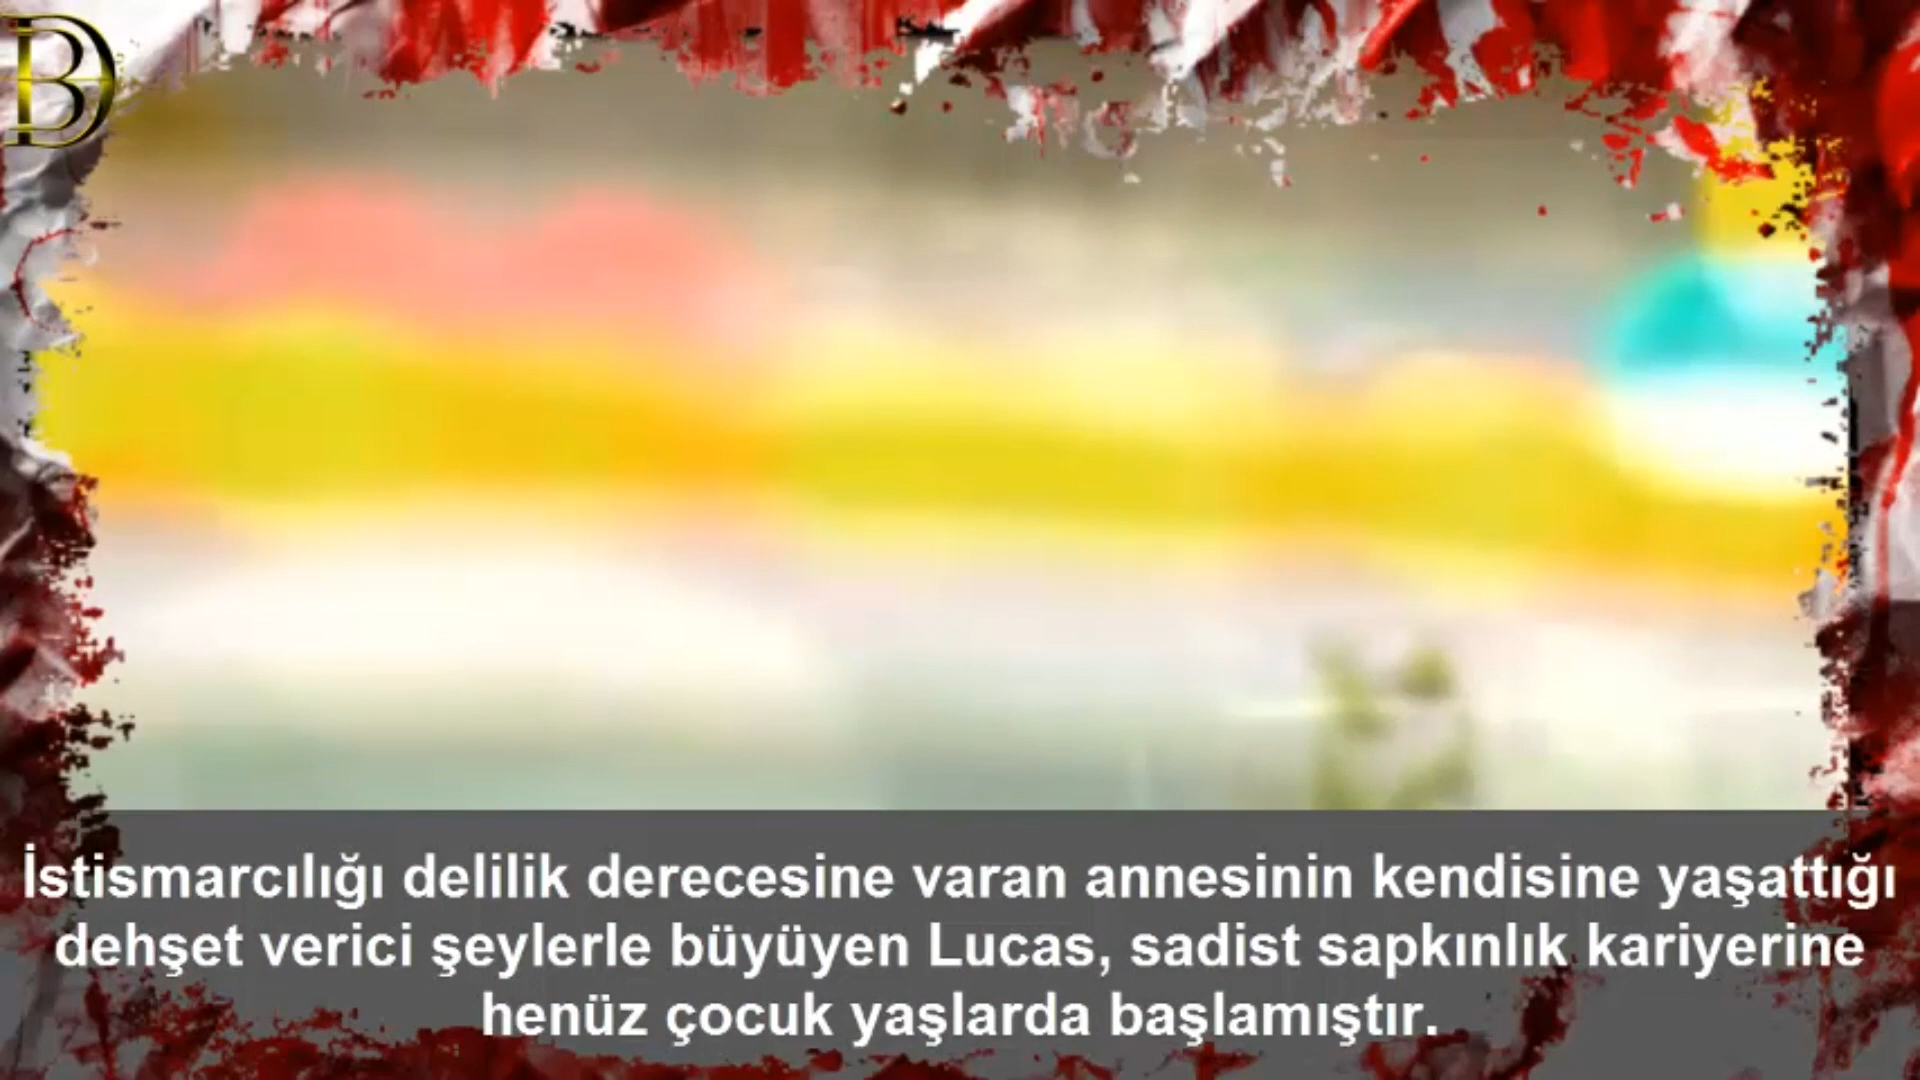 İstismarcılığı delilik derecesine varan annesinin kendisine yaşattığı
dehşet verici şeylerle büyüyen Lucas, sadist sapkınlık kariyerine
henüz çocuk yaşlarda başlamıştır.